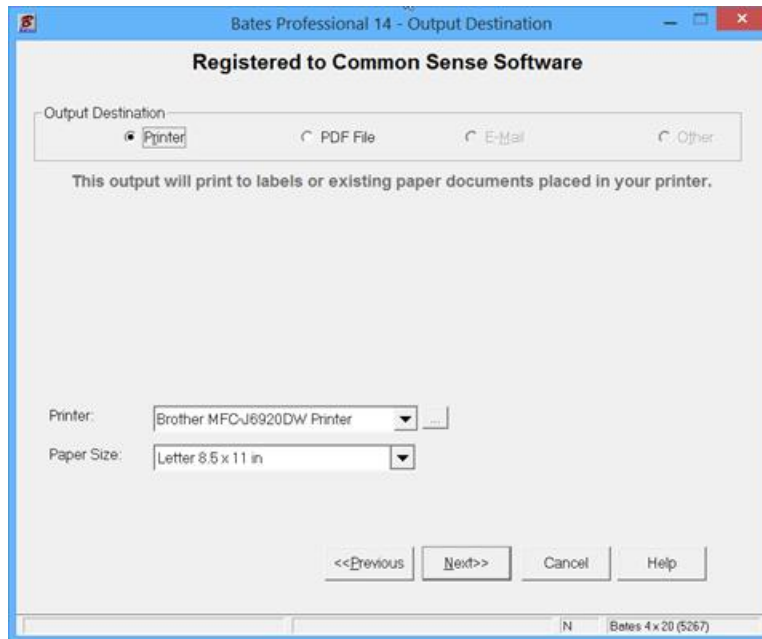 Bates Professional 14 - Output Destination
Registered to Common Sense Software
Output Destination
Printer PDF File E-Mail Other
This output will print to labels or existing paper documents placed in your printer.
Printer: Brother MFC-J6920DW Printer ...
Paper Size: Letter 8.5 x 11 in
<<Previous Next>> Cancel Help
N Bates 4 x 20 (5267)